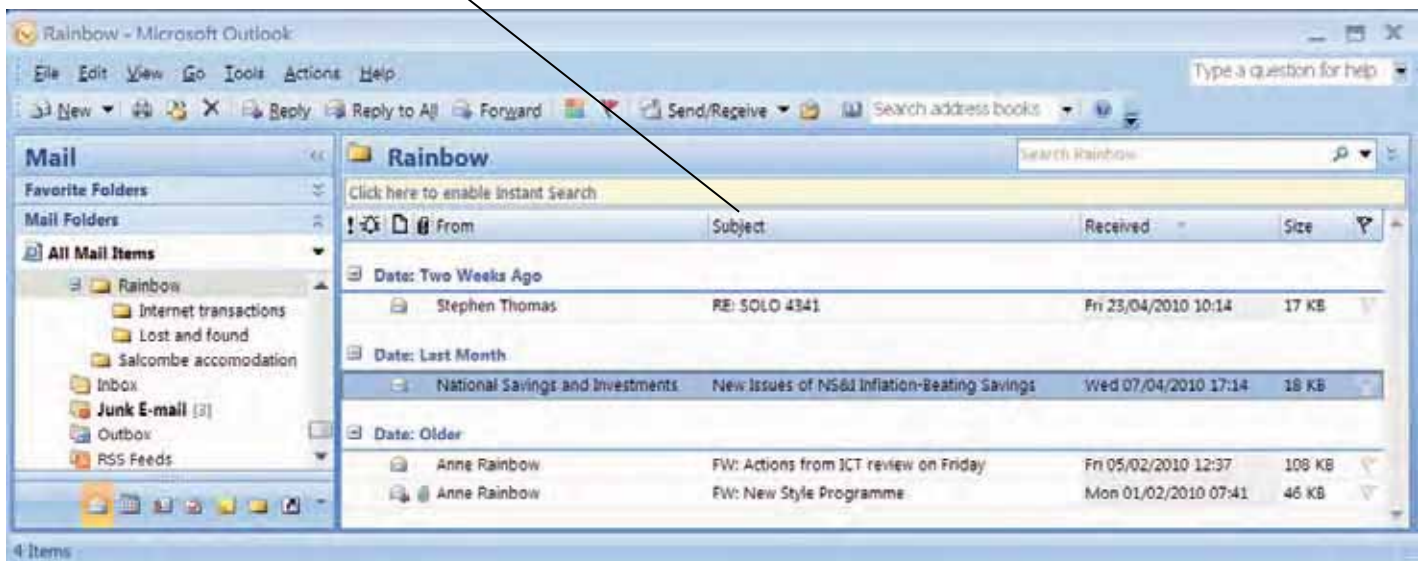 Rainbow - Microsoft Outlook
File Edit View Go Tools Actions Help Type a question for help
New Reply Reply to All Forward Send/Receive Search address books
Mail Rainbow Search Rainbow
Favorite Folders Click here to enable Instant Search
Mail Folders ! From Subject Received Size
All Mail Items
Rainbow Date: Two Weeks Ago
Internet transactions Stephen Thomas RE: SOLO 4341 Fri 23/04/2010 10:14 17 KB
Lost and found
Salcombe accomodation Date: Last Month
Inbox National Savings and Investments New Issues of NS&I Inflation-Beating Savings Wed 07/04/2010 17:14 18 KB
Junk E-mail [3]
Outbox Date: Older
RSS Feeds Anne Rainbow FW: Actions from ICT review on Friday Fri 05/02/2010 12:37 108 KB
Anne Rainbow FW: New Style Programme Mon 01/02/2010 07:41 46 KB
4 Items